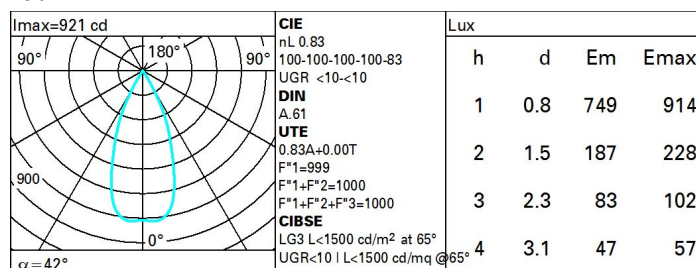 Imax=921 cd
90°
180°
90°
900
0°
α=42°
CIE
nL 0.83
100-100-100-100-83
UGR <10-<10
DIN
A.61
UTE
0.83A+0.00T
F"1=999
F"1+F"2=1000
F"1+F"2+F"3=1000
CIBSE
LG3 L<1500 cd/m² at 65°
UGR<10 | L<1500 cd/mq @65°
Lux
h d Em Emax
1 0.8 749 914
2 1.5 187 228
3 2.3 83 102
4 3.1 47 57